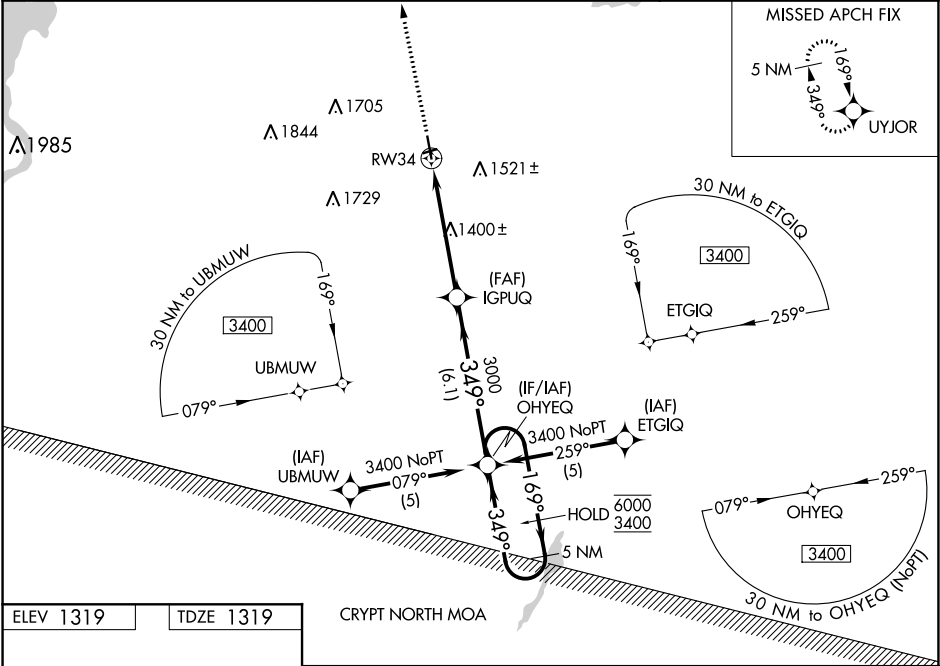 MISSED APCH FIX
5 NM
169°
349°
UYJOR
1705
1844
1985
RW34
1521 ±
1729
1400 ±
30 NM to ETGIQ
169°
3400
ETGIQ
259°
30 NM to UBMUW
169°
3400
UBMUW
079°
(FAF)
IGPUQ
3000
349°
(6.1)
(IF/IAF)
OHYEQ
(IAF)
ETGIQ
3400 NoPT
259°
(5)
(IAF)
UBMUW
3400 NoPT
079°
(5)
169°
349°
HOLD 6000
3400
5 NM
079°
259°
OHYEQ
3400
30 NM to OHYEQ (NoPT)
CRYPT NORTH MOA
ELEV 1319
TDZE 1319